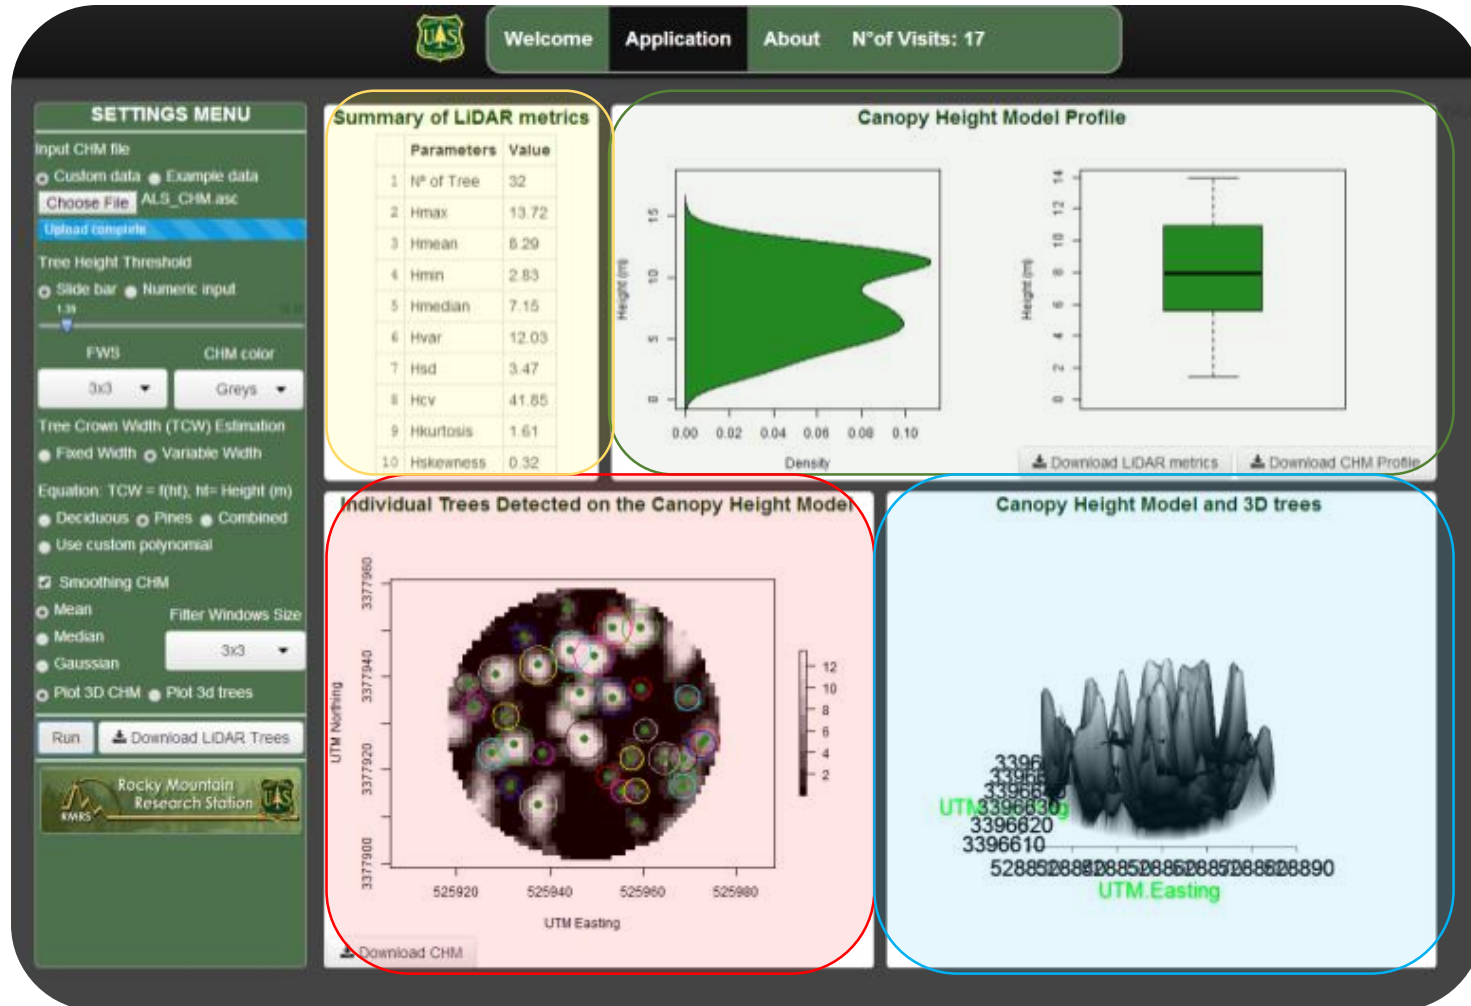 UAS
Welcome Application About N°of Visits: 17
SETTINGS MENU
Input CHM file
Custom data Example data
Choose File ALS_CHM.asc
Upload complete
Tree Height Threshold
Slide bar Numeric input
1.39
FWS CHM color
3x3 Greys
Tree Crown Width (TCW) Estimation
Fixed Width Variable Width
Equation: TCW = f(ht), ht= Height (m)
Deciduous Pines Combined
Use custom polynomial
Smoothing CHM
Mean Filter Windows Size
Median
3x3
Gaussian
Plot 3D CHM Plot 3d trees
Run Download LiDAR Trees
Rocky Mountain
Research Station
RMRS
UAS
Summary of LiDAR metrics
Parameters Value
1 Nº of Tree 32
2 Hmax 13.72
3 Hmean 8.29
4 Hmin 2.83
5 Hmedian 7.15
6 Hvar 12.03
7 Hsd 3.47
8 Hcv 41.85
9 Hkurtosis 1.61
10 Hskewness 0.32
Canopy Height Model Profile
Height (m)
15
10
5
0
0.00 0.02 0.04 0.06 0.08 0.10
Density
Height (m)
14
12
10
8
6
4
2
0
Download LiDAR metrics Download CHM Profile
Individual Trees Detected on the Canopy Height Model
UTM Northing
3377960
3377940
3377920
3377900
12
10
8
6
4
2
525920 525940 525960 525980
UTM Easting
Download CHM
Canopy Height Model and 3D trees
3396630
3396620
3396610
528890
UTM.Easting